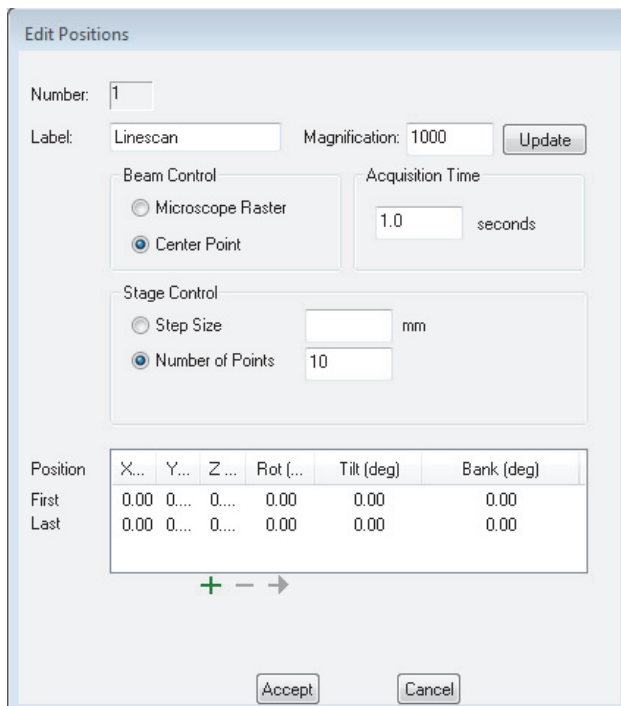 Edit Positions
Number: 1
Label: Linescan Magnification: 1000 Update
Beam Control Acquisition Time
Microscope Raster
1.0 seconds
Center Point
Stage Control
Step Size mm
Number of Points 10
Position X... Y... Z ... Rot (... Tilt (deg) Bank (deg)
First 0.00 0.... 0.... 0.00 0.00 0.00
Last 0.00 0.... 0.... 0.00 0.00 0.00
Accept Cancel